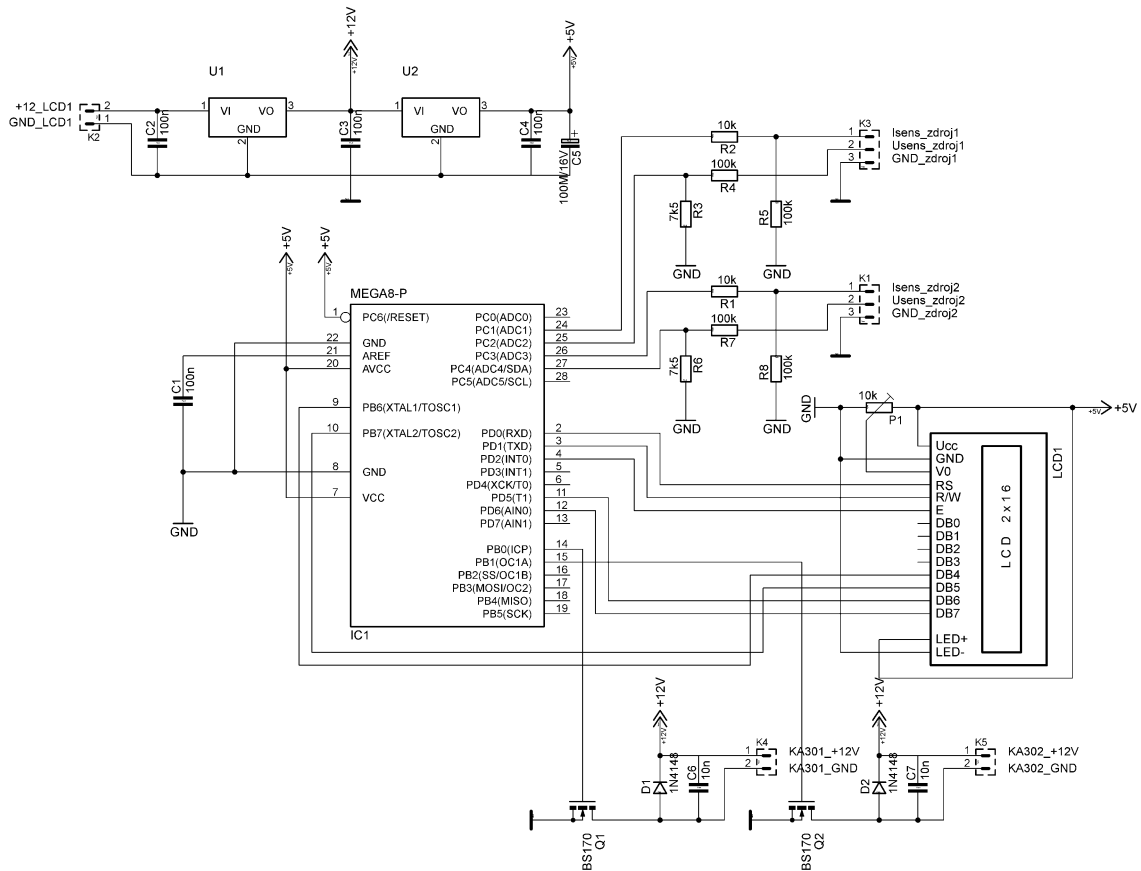 +12V
+12V
+5V
+5V
U1
U2
+12_LCD1
GND_LCD1
2
1
K2
C2
100n
1
VI
VO
3
GND
2
C3
100n
1
VI
VO
3
GND
2
C4
100n
+
C5
100M/16V
10k
R2
100k
R4
7k5
R3
R5
100k
GND
GND
K3
1
2
3
Isens_zdroj1
Usens_zdroj1
GND_zdroj1
10k
R1
100k
R7
7k5
R6
R8
100k
GND
GND
K1
1
2
3
Isens_zdroj2
Usens_zdroj2
GND_zdroj2
+5V
+5V
+5V
+5V
MEGA8-P
1
PC6(/RESET)
22
GND
21
AREF
20
AVCC
9
PB6(XTAL1/TOSC1)
10
PB7(XTAL2/TOSC2)
8
GND
7
VCC
PC0(ADC0)
23
PC1(ADC1)
24
PC2(ADC2)
25
PC3(ADC3)
26
PC4(ADC4/SDA)
27
PC5(ADC5/SCL)
28
PD0(RXD)
2
PD1(TXD)
3
PD2(INT0)
4
PD3(INT1)
5
PD4(XCK/T0)
6
PD5(T1)
11
PD6(AIN0)
12
PD7(AIN1)
13
PB0(ICP)
14
PB1(OC1A)
15
PB2(SS/OC1B)
16
PB3(MOSI/OC2)
17
PB4(MISO)
18
PB5(SCK)
19
IC1
C1
100n
GND
GND
10k
P1
+5V
+5V
Ucc
GND
V0
RS
R/W
E
DB0
DB1
DB2
DB3
DB4
DB5
DB6
DB7
LED+
LED-
LCD 2x16
LCD1
+12V
+12V
D1
1N4148
C6
10n
K4
1
2
KA301_+12V
KA301_GND
BS170
Q1
+12V
+12V
D2
1N4148
C7
10n
K5
1
2
KA302_+12V
KA302_GND
BS170
Q2